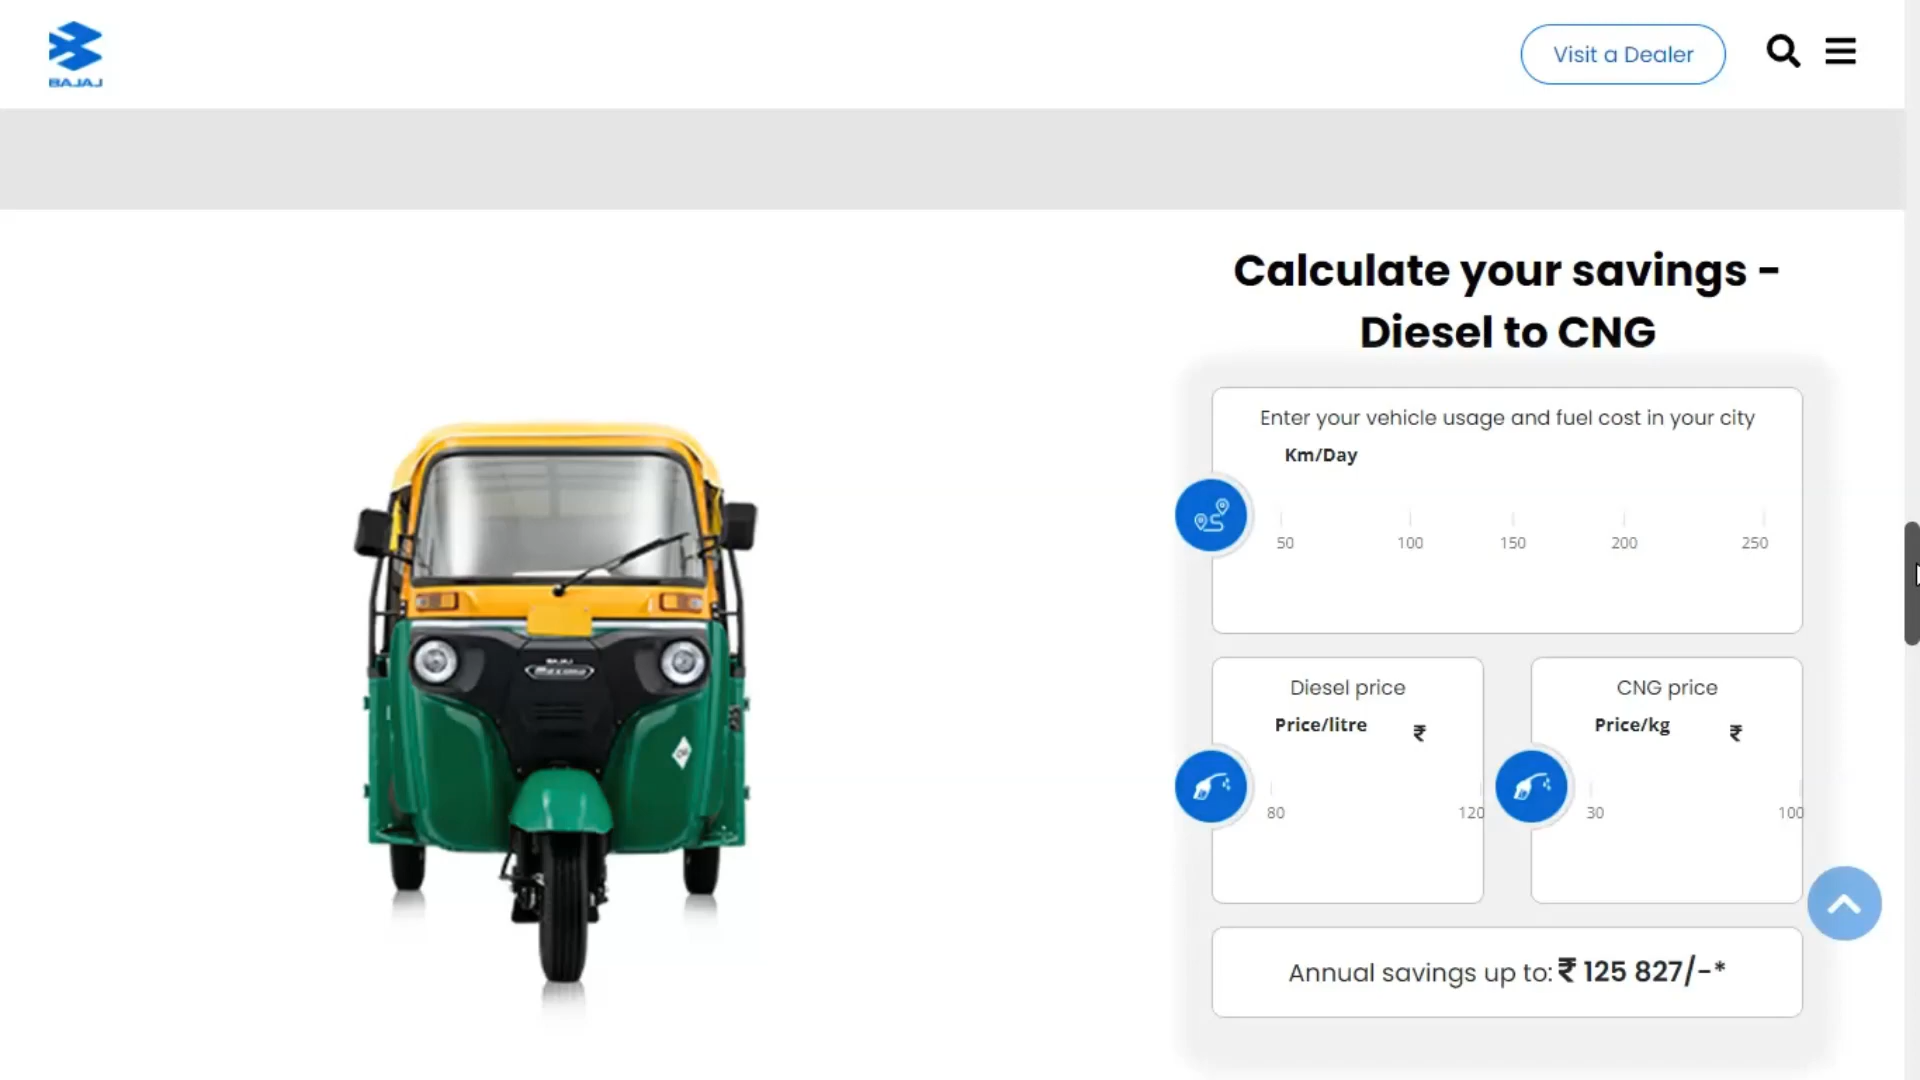 BAJAJ
Visit a Dealer
Calculate your savings -
Diesel to CNG
Enter your vehicle usage and fuel cost in your city
Km/Day
50 100 150 200 250
Diesel price
Price/litre ₹
80 120
CNG price
Price/kg ₹
30 100
Annual savings up to: ₹ 125 827/-*
BAJAJ
Maxima